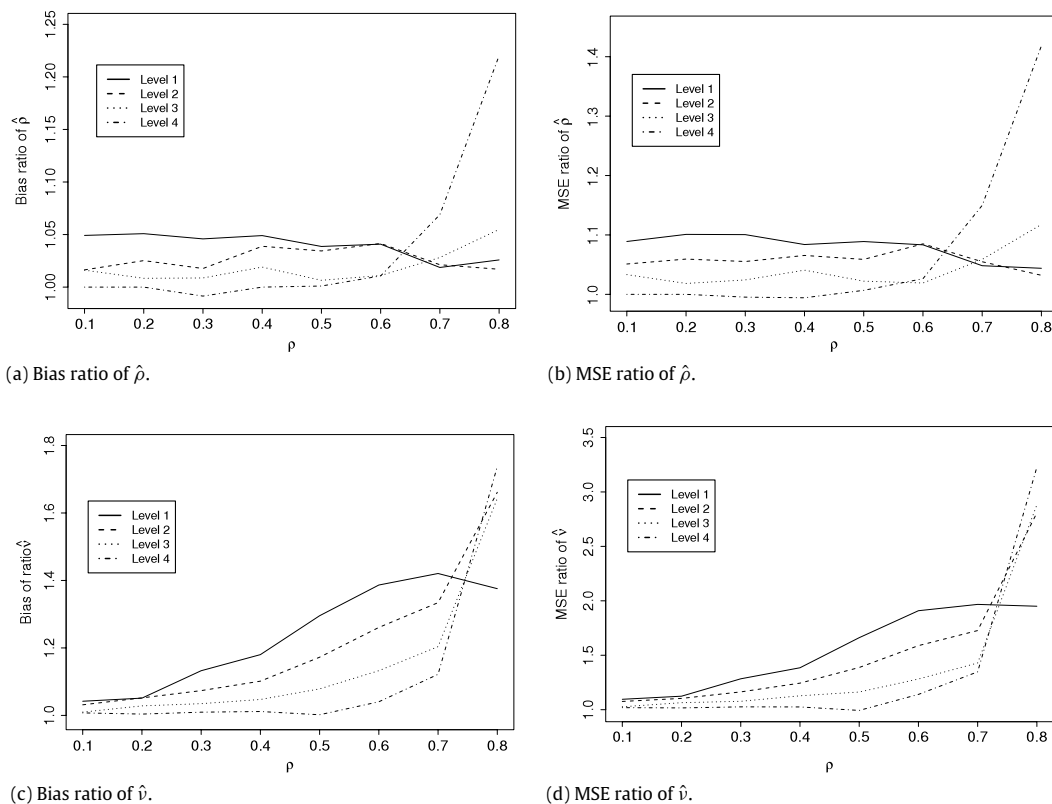 Bias ratio of ρ̂
1.00 1.05 1.10 1.15 1.20 1.25
Level 1
Level 2
Level 3
Level 4
0.1 0.2 0.3 0.4 0.5 0.6 0.7 0.8
ρ
(a) Bias ratio of ρ̂.
MSE ratio of ρ̂
1.0 1.1 1.2 1.3 1.4
Level 1
Level 2
Level 3
Level 4
0.1 0.2 0.3 0.4 0.5 0.6 0.7 0.8
ρ
(b) MSE ratio of ρ̂.
Bias of ratioν̂
1.0 1.2 1.4 1.6 1.8
Level 1
Level 2
Level 3
Level 4
0.1 0.2 0.3 0.4 0.5 0.6 0.7 0.8
ρ
(c) Bias ratio of ν̂.
MSE ratio of ν̂
1.0 1.5 2.0 2.5 3.0 3.5
Level 1
Level 2
Level 3
Level 4
0.1 0.2 0.3 0.4 0.5 0.6 0.7 0.8
ρ
(d) MSE ratio of ν̂.